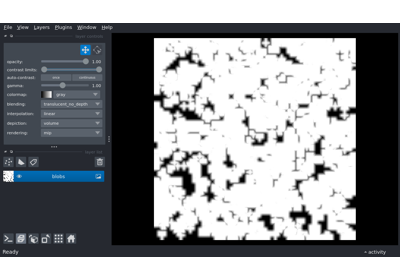 File View Layers Plugins Window Help
opacity: 1.00
contrast limits:
auto-contrast: once continuous
gamma: 1.00
colormap: gray
blending: translucent_no_depth
interpolation: linear
depiction: volume
rendering: mip
blobs
Ready
activity